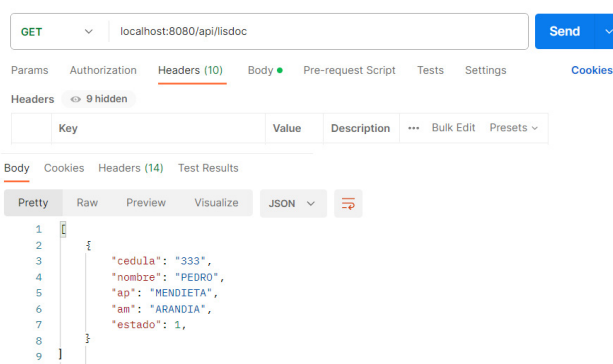 GET localhost:8080/api/lisdoc Send
Params Authorization Headers (10) Body Pre-request Script Tests Settings Cookies
Headers 9 hidden
Key Value Description ••• Bulk Edit Presets
Body Cookies Headers (14) Test Results
Pretty Raw Preview Visualize JSON
1 [
2 {
3 "cedula": "333",
4 "nombre": "PEDRO",
5 "ap": "MENDIETA",
6 "am": "ARANDIA",
7 "estado": 1,
8 }
9 ]